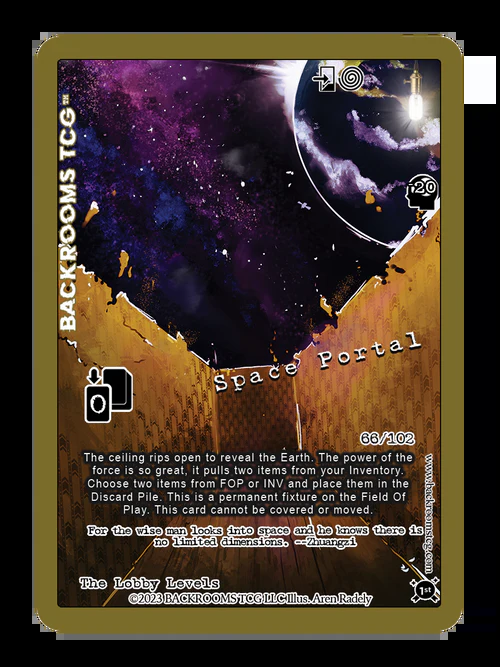 BACKROOMS TCG™
20
Space Portal
0
66/102
The ceiling rips open to reveal the Earth. The power of the
force is so great, it pulls two items from your Inventory.
Choose two items from FOP or INV and place them in the
Discard Pile. This is a permanent fixture on the Field Of
Play. This card cannot be covered or moved.
www.backroomstcg.com
For the wise man looks into space and he knows there is
no limited dimensions. --Zhuangzi
The Lobby Levels
©2023 BACKROOMS TCG LLC Illus. Aren Radely
1st